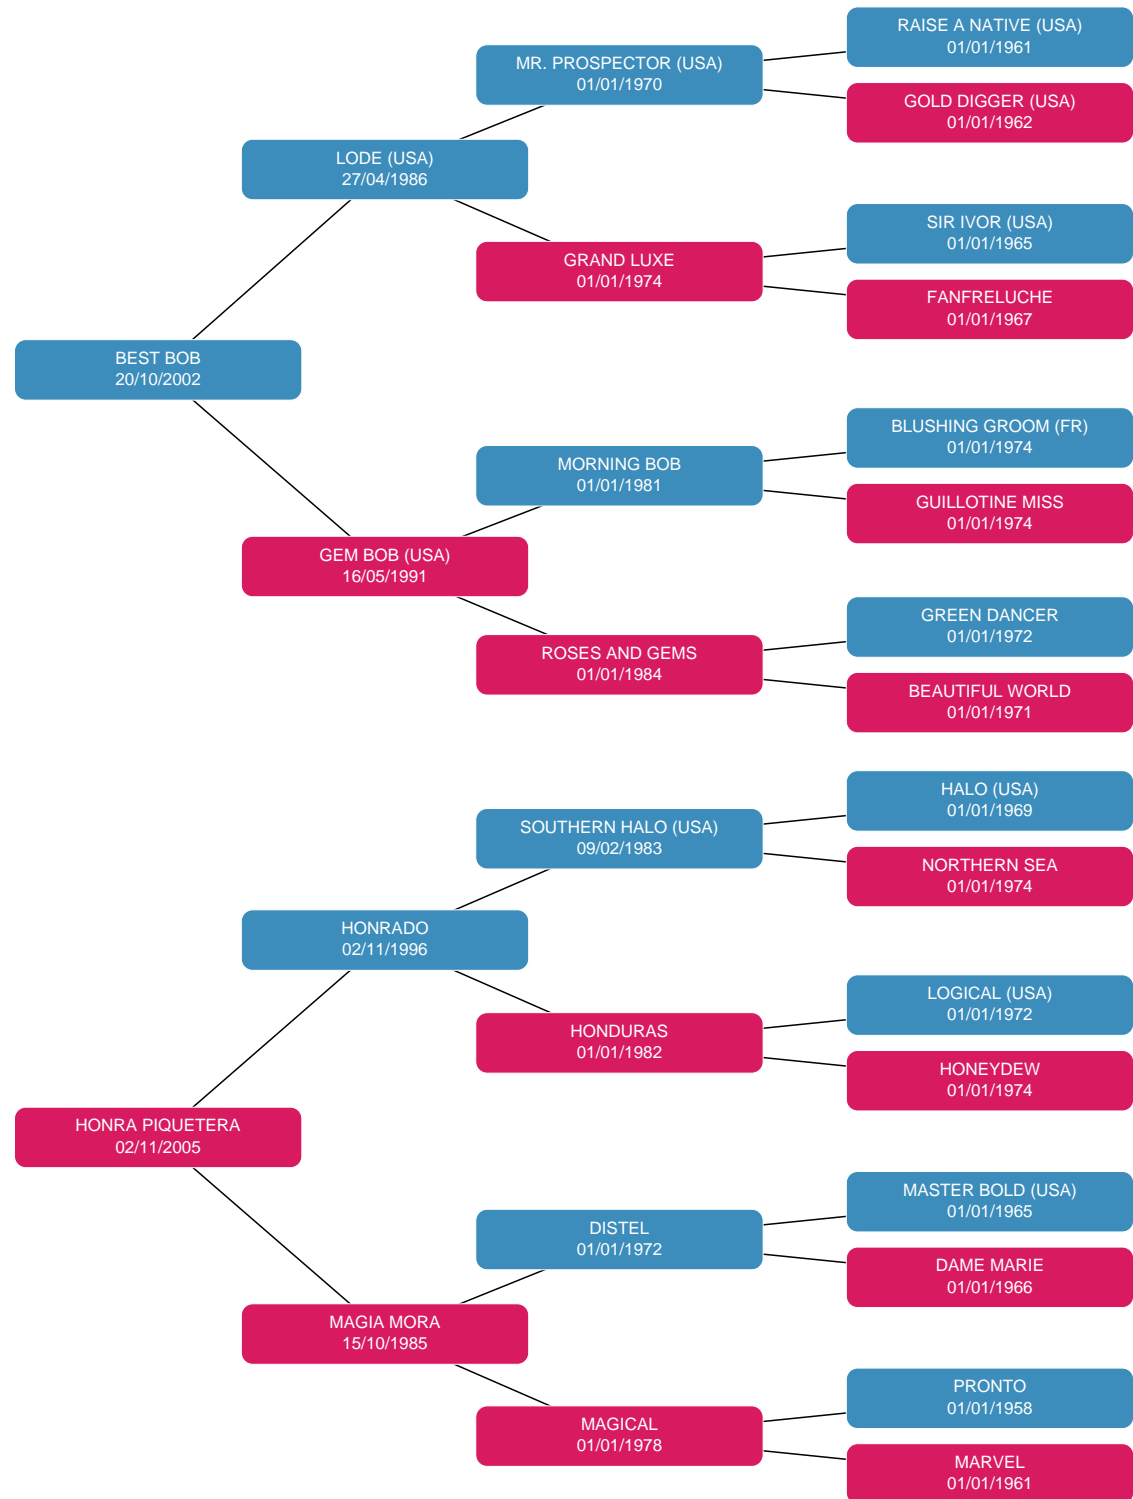 RAISE A NATIVE (USA)
01/01/1961
MR. PROSPECTOR (USA)
01/01/1970
GOLD DIGGER (USA)
01/01/1962
LODE (USA)
27/04/1986
SIR IVOR (USA)
01/01/1965
GRAND LUXE
01/01/1974
FANFRELUCHE
01/01/1967
BEST BOB
20/10/2002
BLUSHING GROOM (FR)
01/01/1974
MORNING BOB
01/01/1981
GUILLOTINE MISS
01/01/1974
GEM BOB (USA)
16/05/1991
GREEN DANCER
01/01/1972
ROSES AND GEMS
01/01/1984
BEAUTIFUL WORLD
01/01/1971
HALO (USA)
01/01/1969
SOUTHERN HALO (USA)
09/02/1983
NORTHERN SEA
01/01/1974
HONRADO
02/11/1996
LOGICAL (USA)
01/01/1972
HONDURAS
01/01/1982
HONEYDEW
01/01/1974
HONRA PIQUETERA
02/11/2005
MASTER BOLD (USA)
01/01/1965
DISTEL
01/01/1972
DAME MARIE
01/01/1966
MAGIA MORA
15/10/1985
PRONTO
01/01/1958
MAGICAL
01/01/1978
MARVEL
01/01/1961